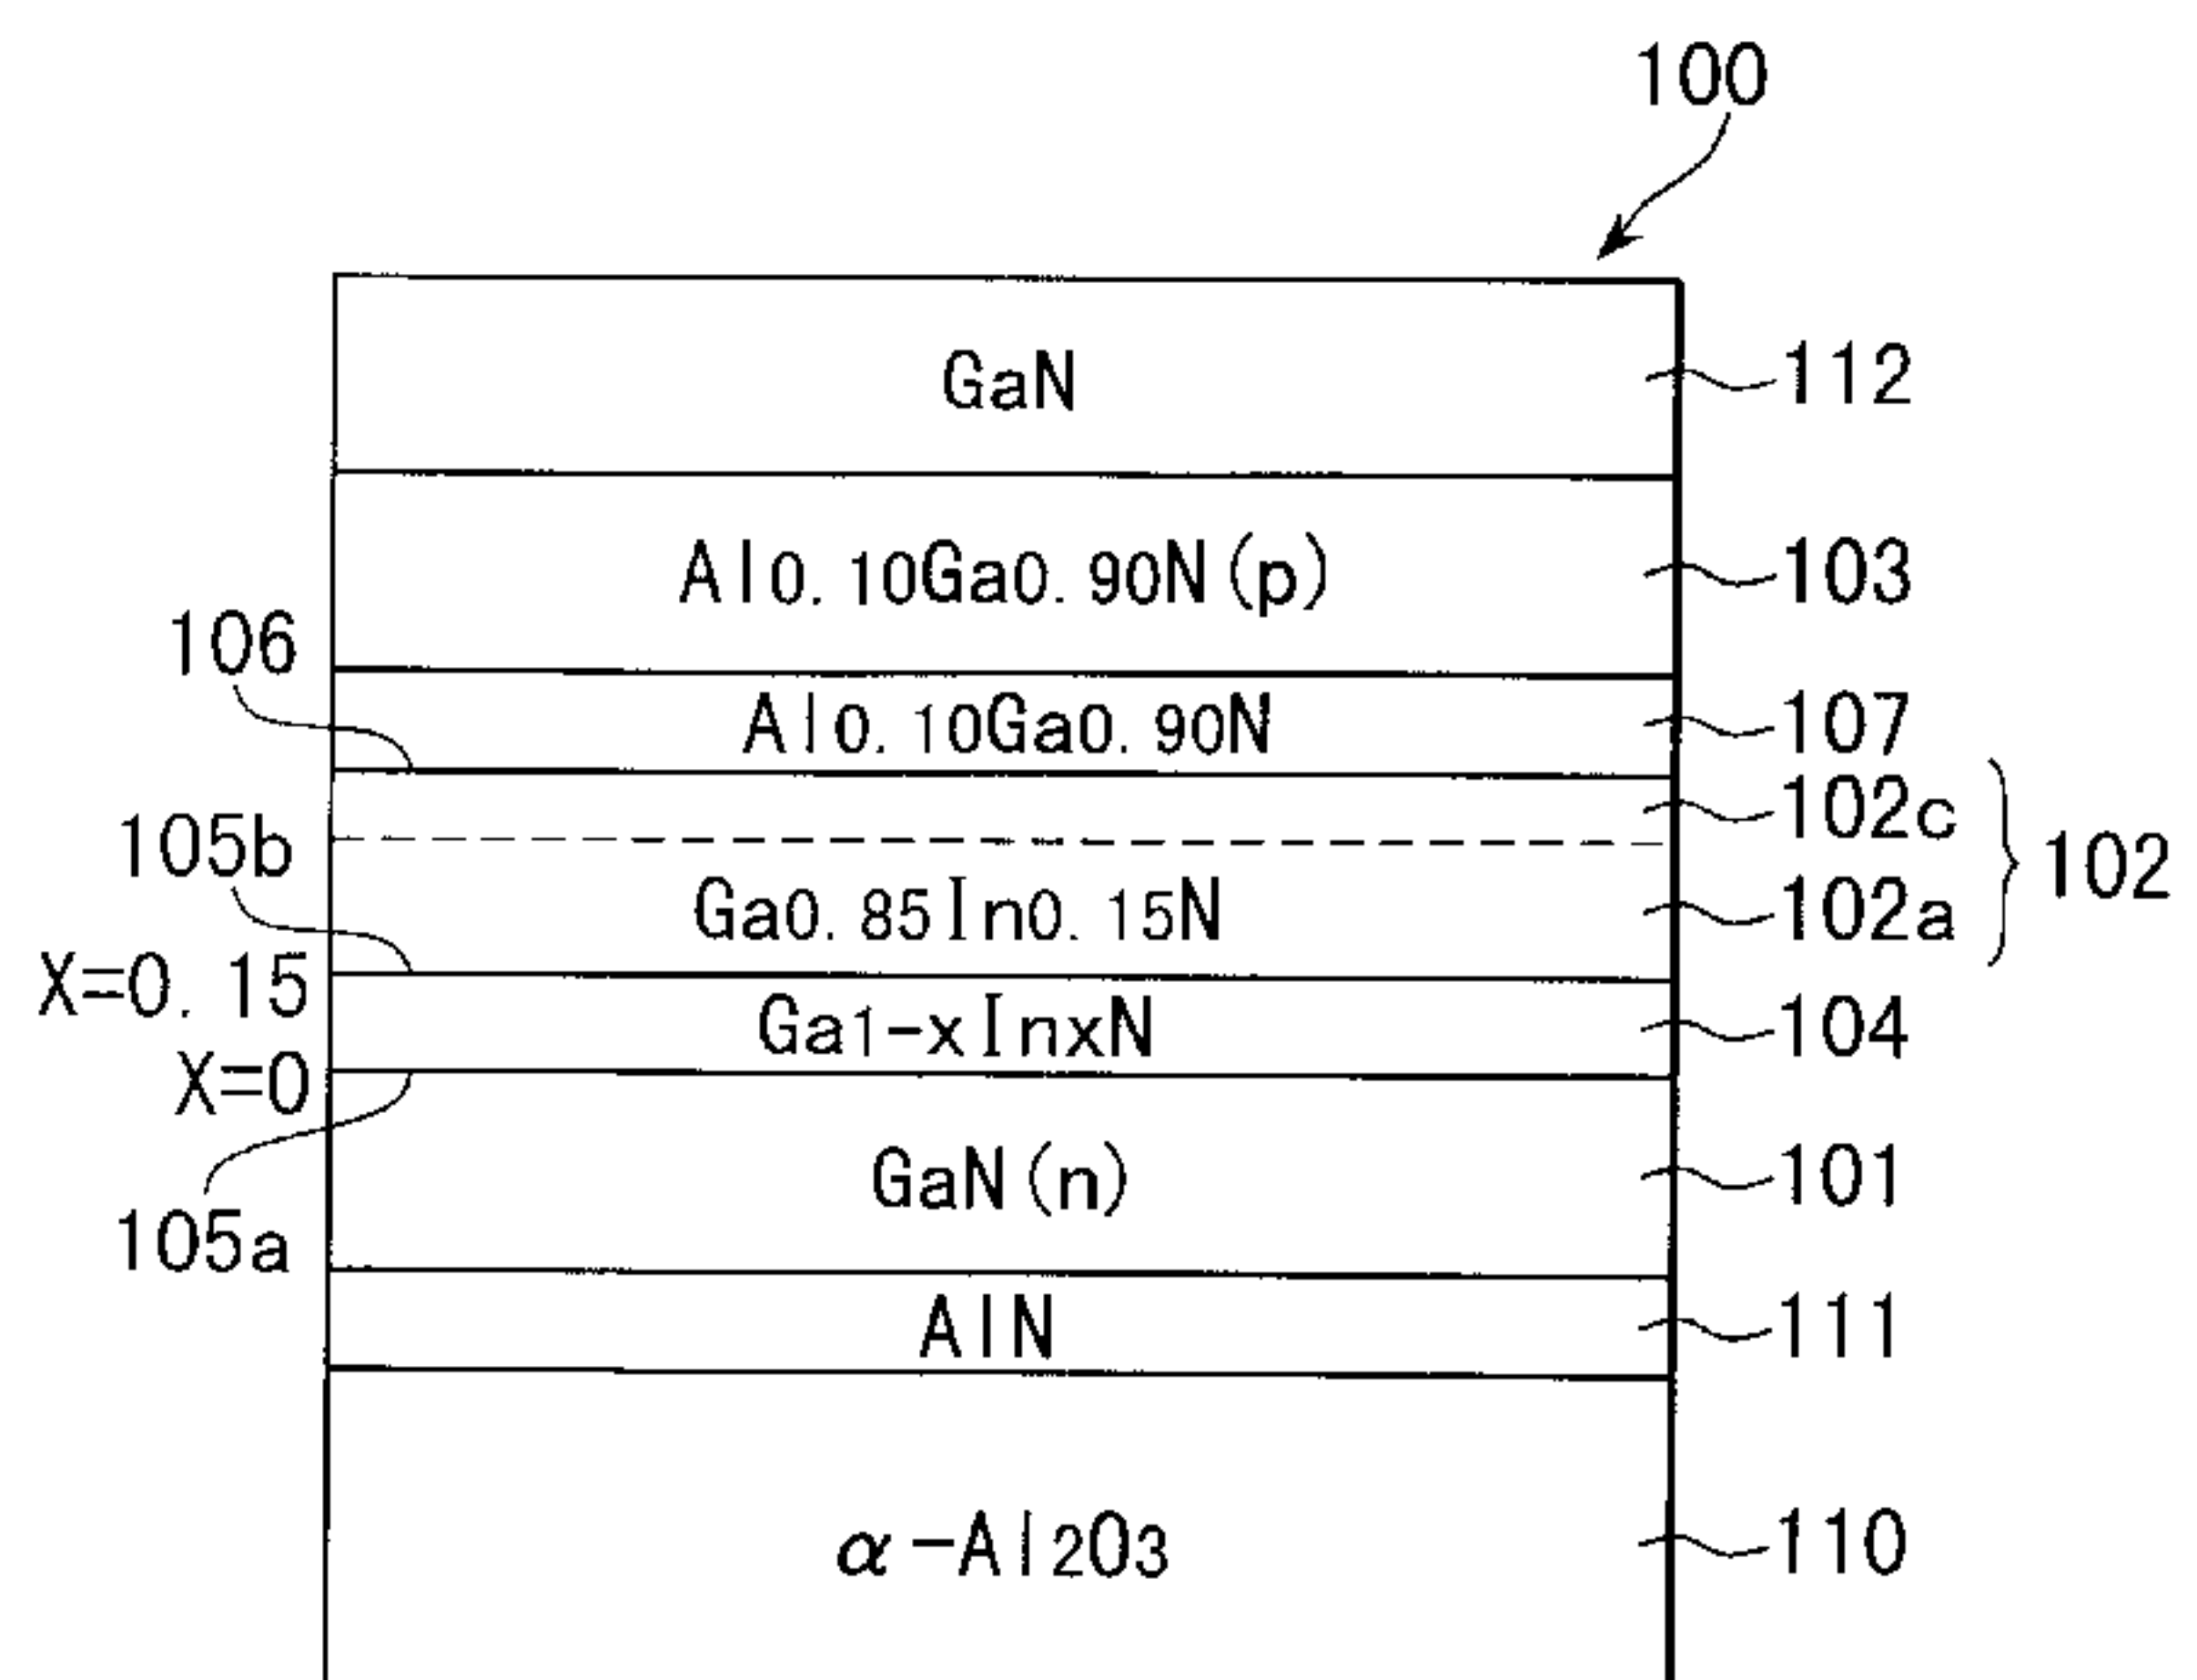 100
GaN 112
Al0.10Ga0.90N(p) 103
106
Al0.10Ga0.90N 107
102c
105b
102
Ga0.85In0.15N 102a
X=0.15
Ga1-xInxN 104
X=0
GaN(n) 101
105a
AlN 111
α-Al2O3 110